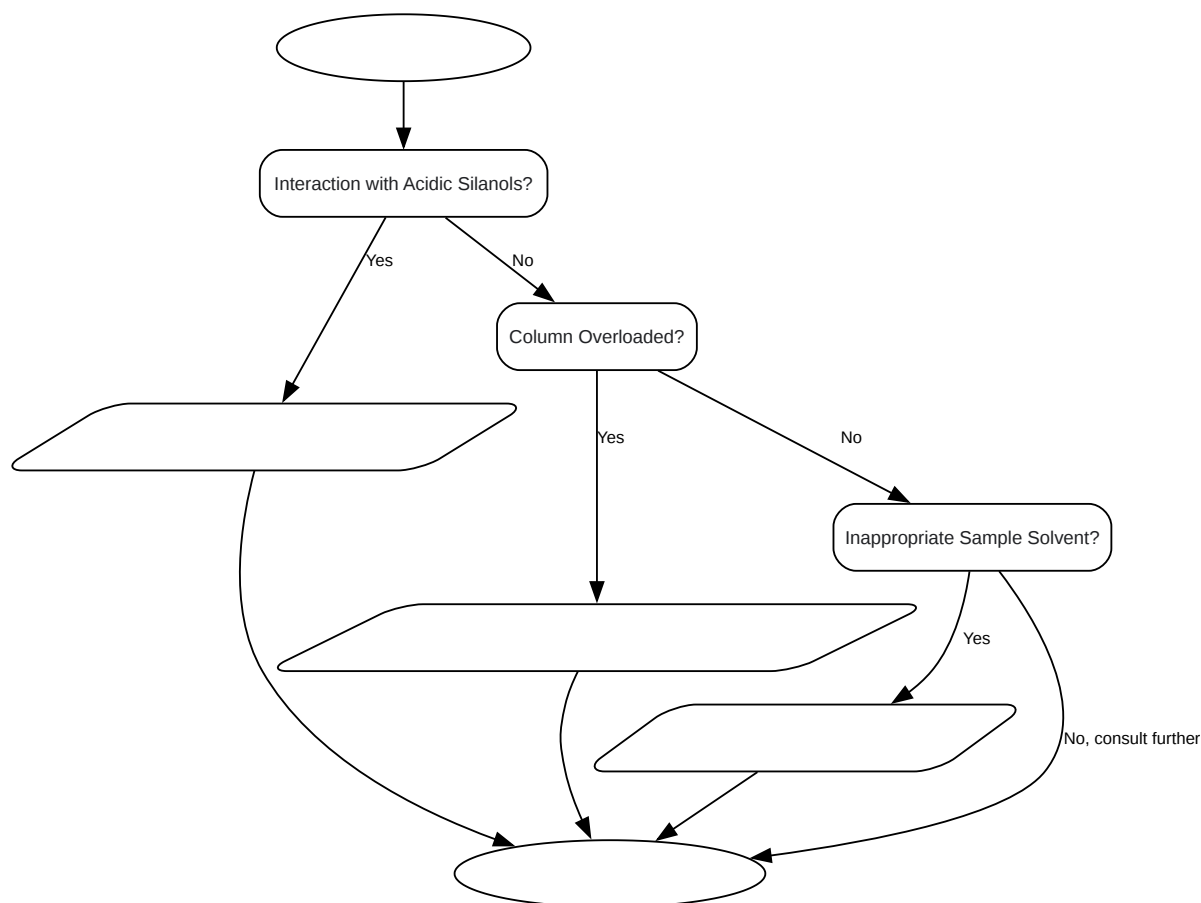 Interaction with Acidic Silanols?
Yes
No
Column Overloaded?
Yes
No
Inappropriate Sample Solvent?
Yes
No, consult further